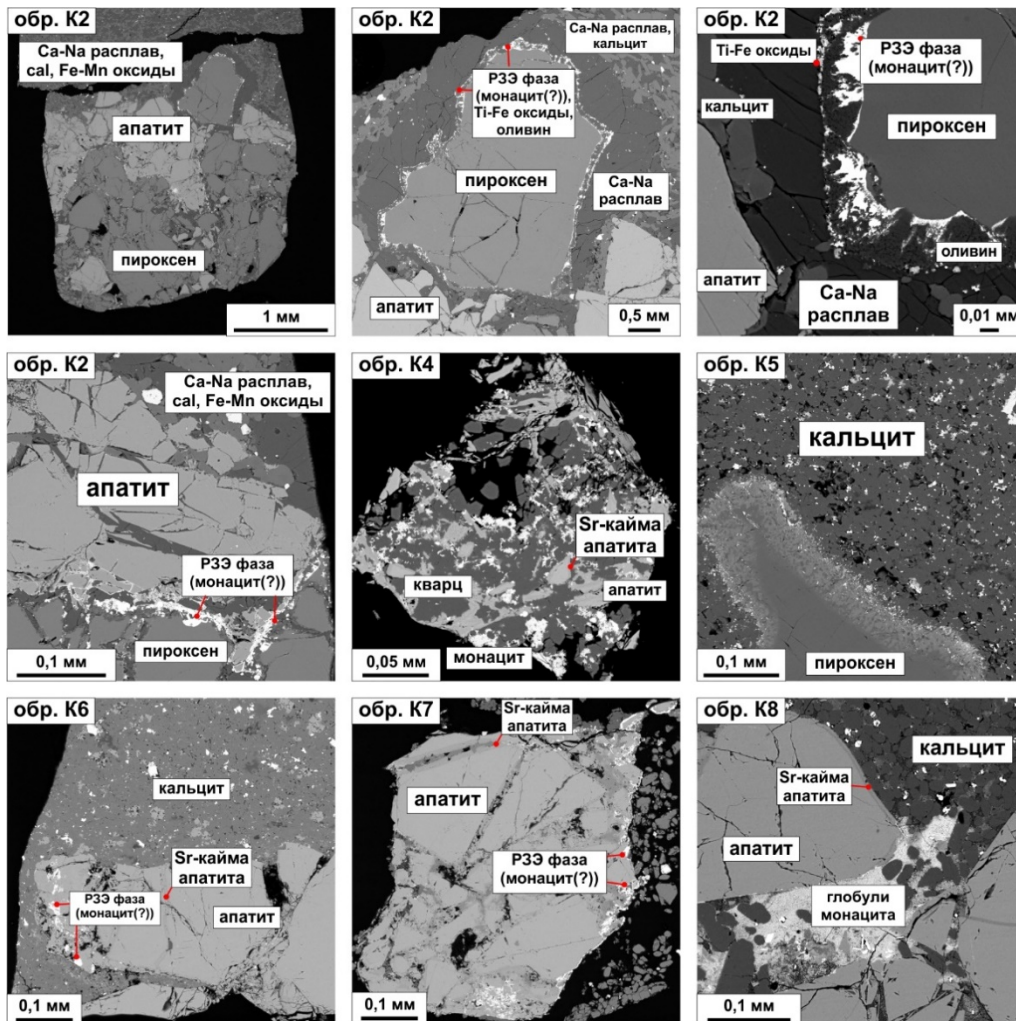 обр. К2
Ca-Na расплав,
cal, Fe-Mn оксиды
апатит
пироксен
1 мм
обр. К2
Ca-Na расплав,
кальцит
РЗЭ фаза
(монацит(?)),
Ti-Fe оксиды,
оливин
пироксен
Ca-Na
расплав
апатит
0,5 мм
обр. К2
Ti-Fe оксиды
РЗЭ фаза
(монацит(?))
кальцит
пироксен
оливин
апатит
Ca-Na
расплав
0,01 мм
обр. К2
Ca-Na расплав,
cal, Fe-Mn оксиды
апатит
РЗЭ фаза
(монацит(?))
пироксен
0,1 мм
обр. К4
Sr-кайма
апатита
кварц
апатит
монацит
0,05 мм
обр. К5
кальцит
пироксен
0,1 мм
обр. К6
кальцит
Sr-кайма
апатита
РЗЭ фаза
(монацит(?))
апатит
0,1 мм
обр. К7
Sr-кайма
апатита
апатит
РЗЭ фаза
(монацит(?))
0,1 мм
обр. К8
кальцит
Sr-кайма
апатита
апатит
глобули
монацита
0,1 мм